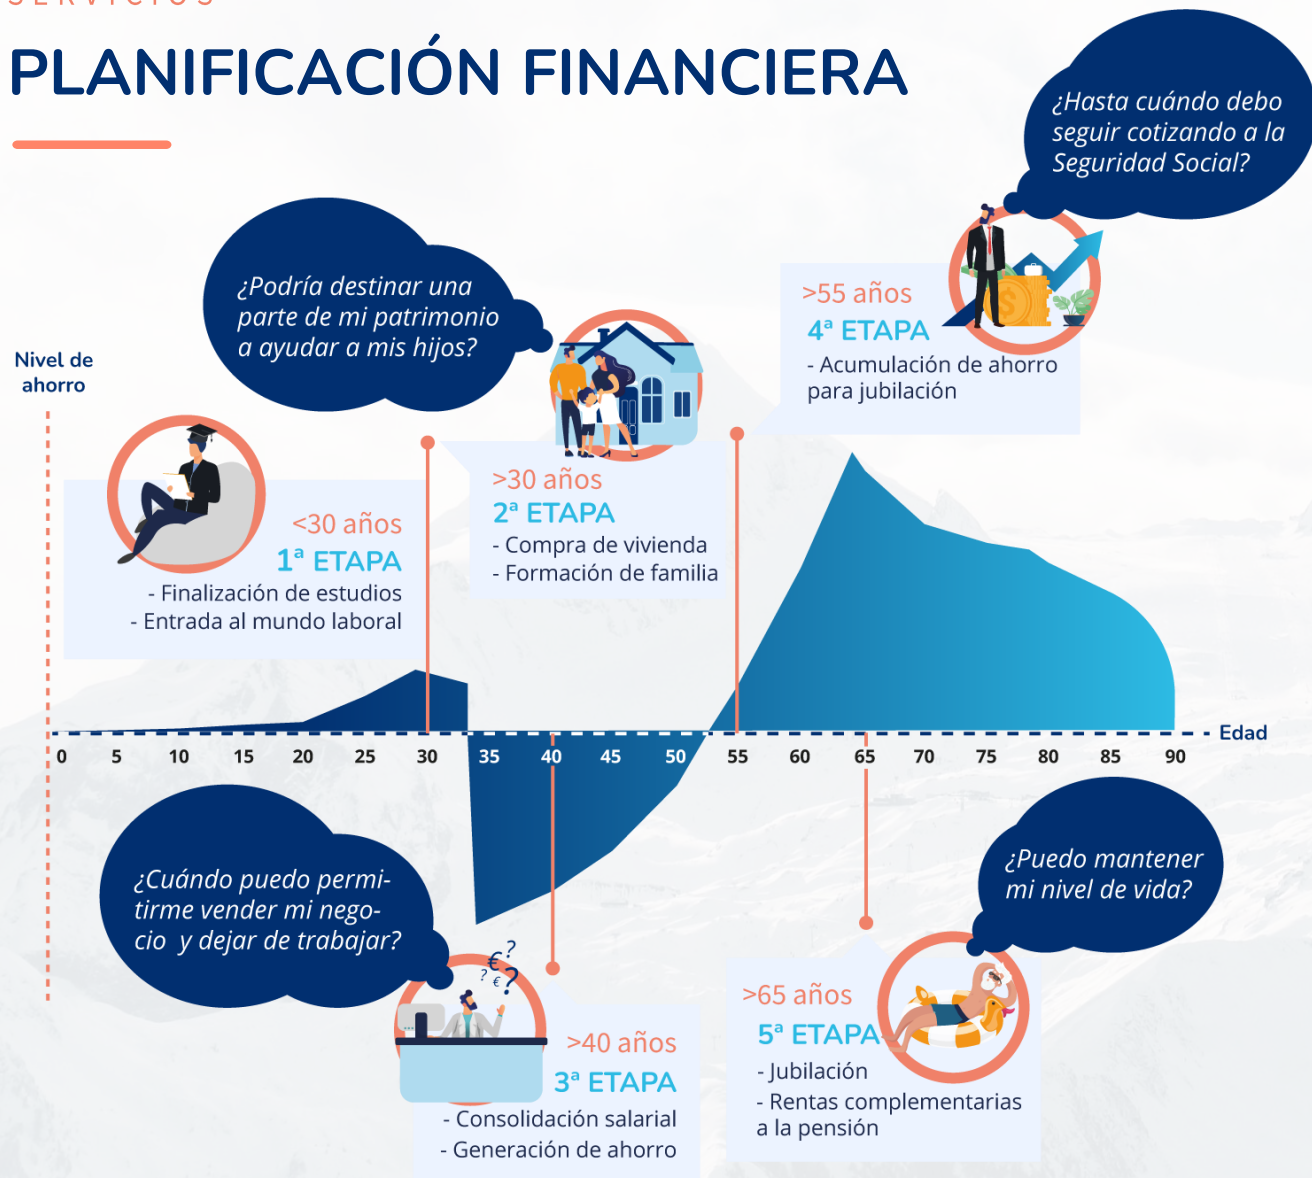 SERVICIOS
PLANIFICACIÓN FINANCIERA
¿Hasta cuándo debo
seguir cotizando a la
Seguridad Social?
¿Podría destinar una
parte de mi patrimonio
a ayudar a mis hijos?
>55 años
4ª ETAPA
- Acumulación de ahorro
para jubilación
Nivel de
ahorro
>30 años
2ª ETAPA
- Compra de vivienda
- Formación de familia
<30 años
1ª ETAPA
- Finalización de estudios
- Entrada al mundo laboral
Edad
0 5 10 15 20 25 30 35 40 45 50 55 60 65 70 75 80 85 90
¿Cuándo puedo permi-
tirme vender mi nego-
cio y dejar de trabajar?
¿Puedo mantener
mi nivel de vida?
€?
? € ?
>40 años
3ª ETAPA
- Consolidación salarial
- Generación de ahorro
>65 años
5ª ETAPA
- Jubilación
- Rentas complementarias
a la pensión